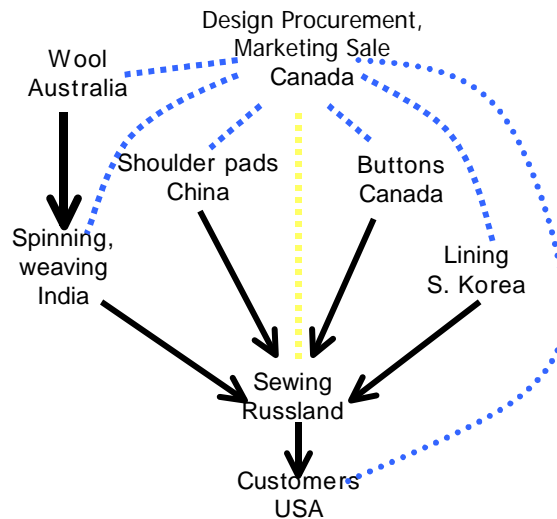 Design Procurement,
Marketing Sale
Canada
Wool
Australia
Shoulder pads
China
Buttons
Canada
Spinning,
weaving
India
Lining
S. Korea
Sewing
Russland
Customers
USA